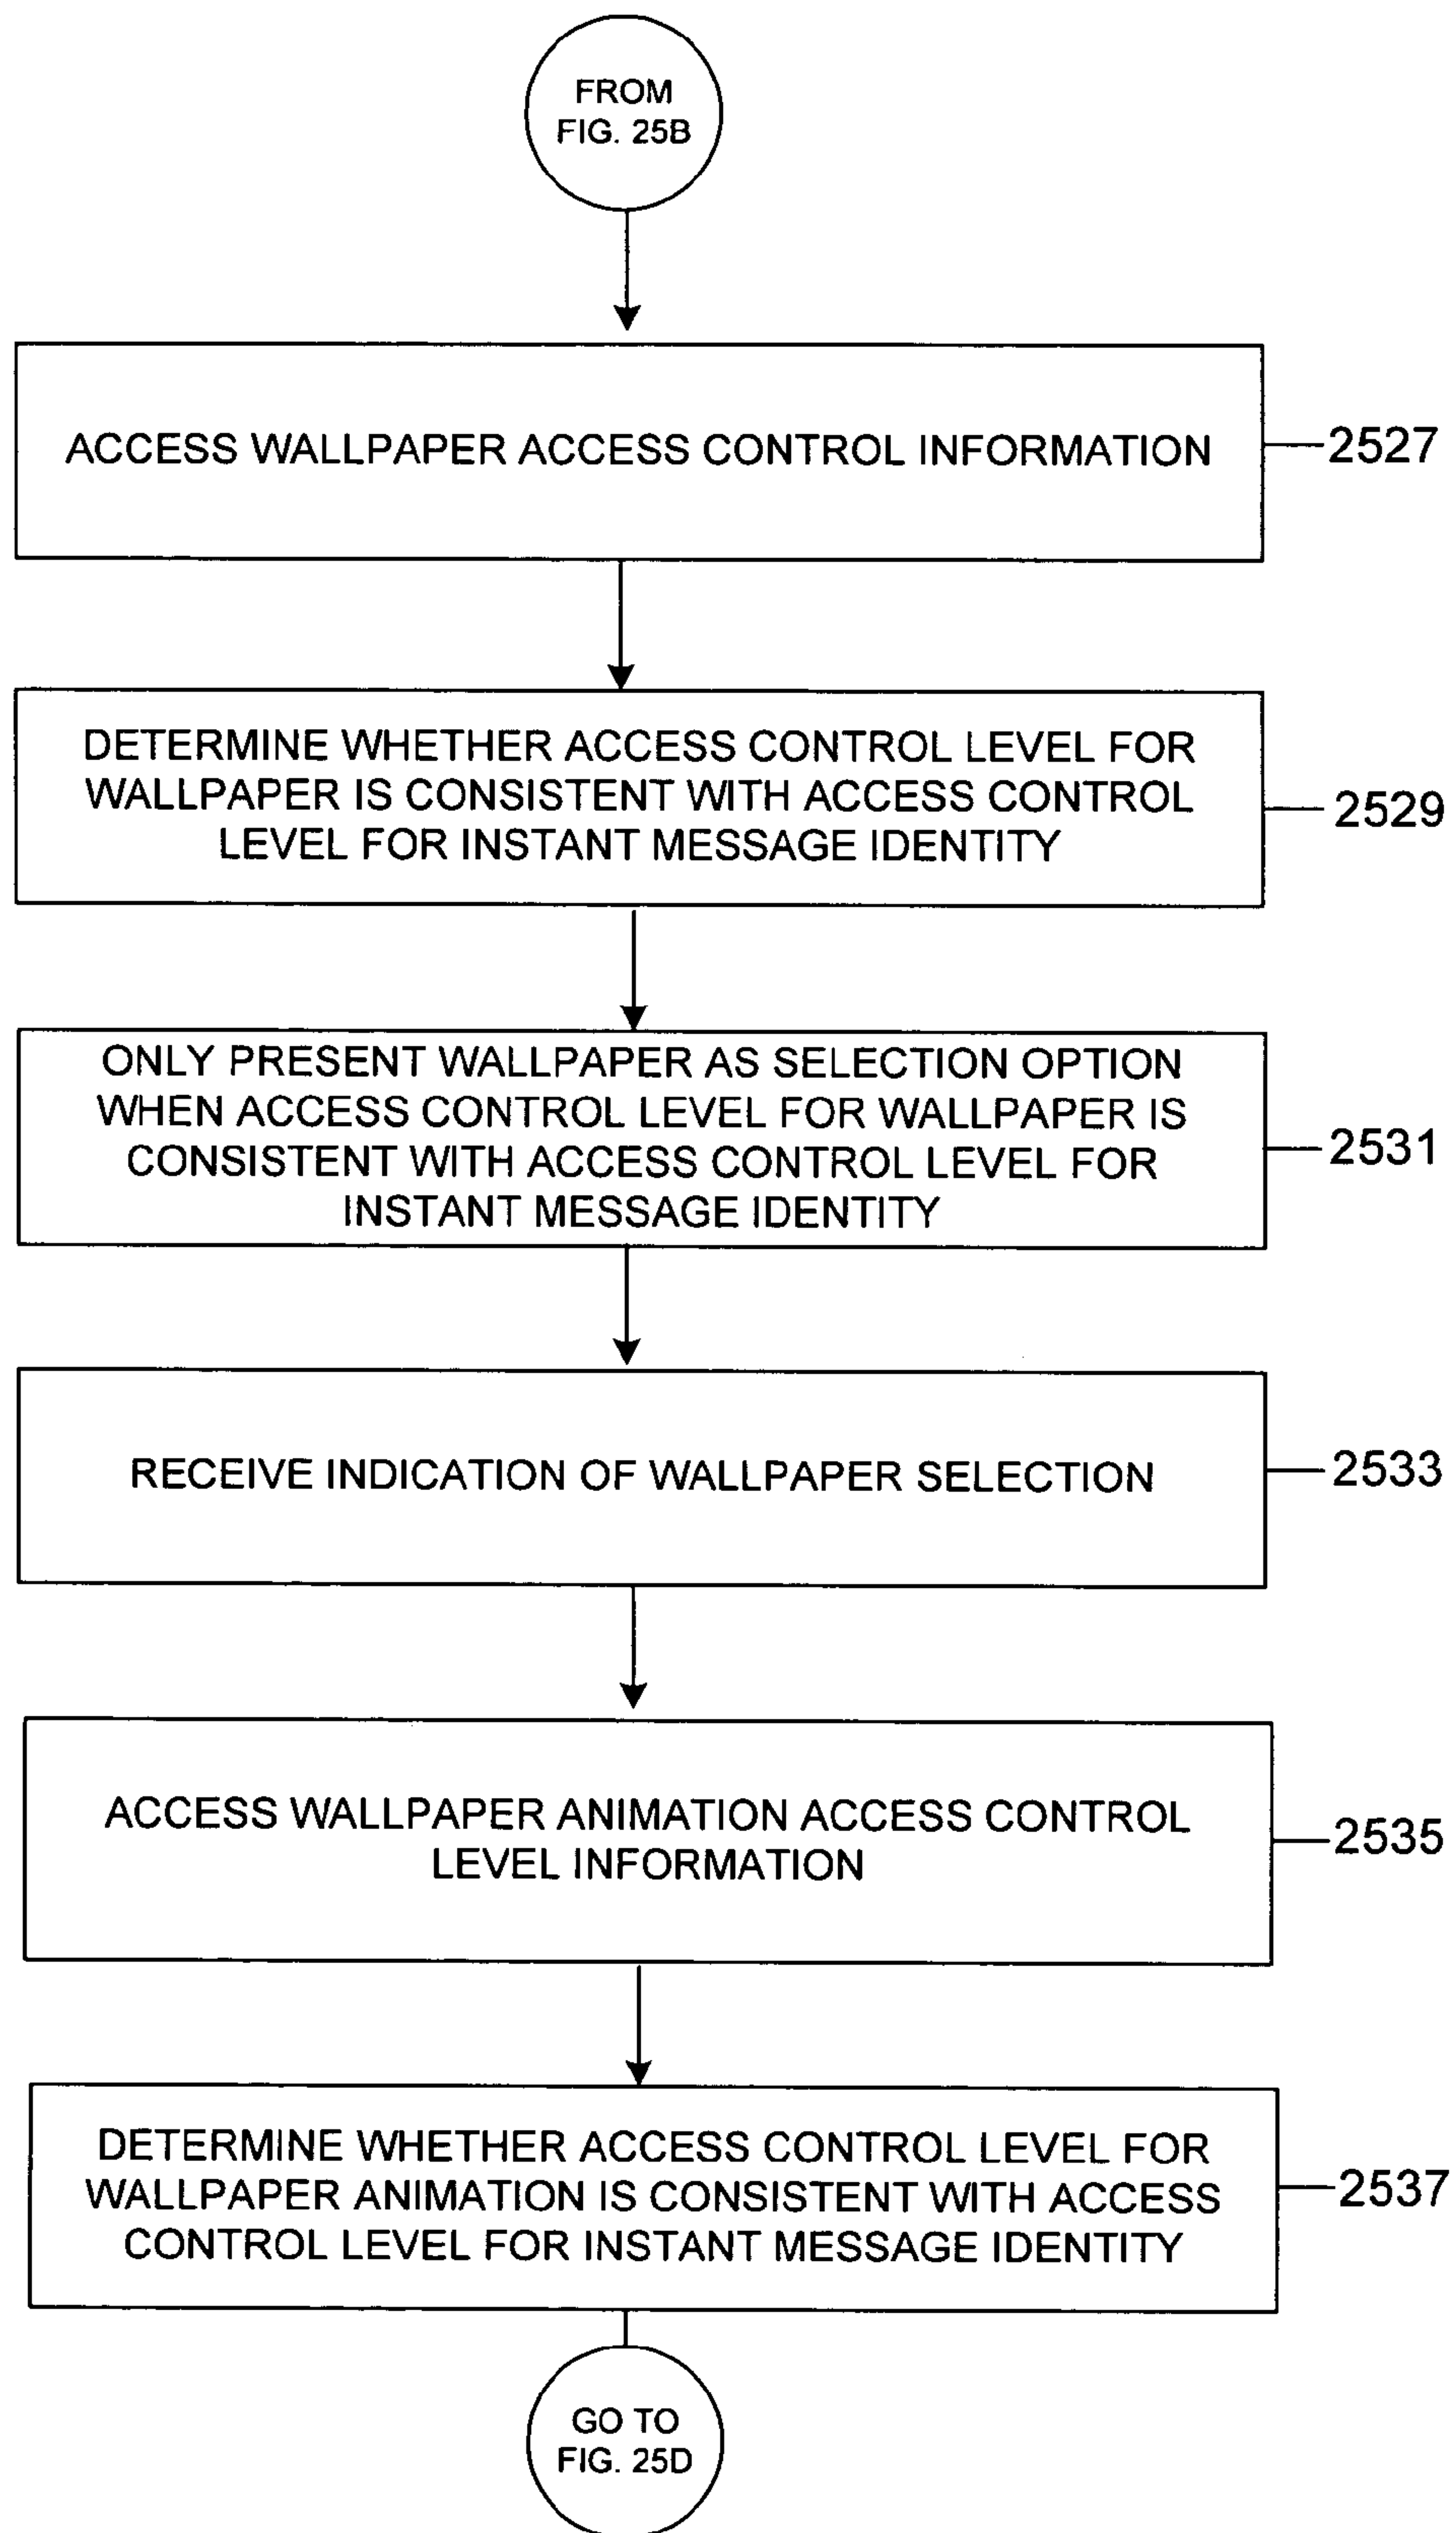 FROM
FIG. 25B
ACCESS WALLPAPER ACCESS CONTROL INFORMATION
2527
DETERMINE WHETHER ACCESS CONTROL LEVEL FOR
WALLPAPER IS CONSISTENT WITH ACCESS CONTROL
LEVEL FOR INSTANT MESSAGE IDENTITY
2529
ONLY PRESENT WALLPAPER AS SELECTION OPTION
WHEN ACCESS CONTROL LEVEL FOR WALLPAPER IS
CONSISTENT WITH ACCESS CONTROL LEVEL FOR
INSTANT MESSAGE IDENTITY
2531
RECEIVE INDICATION OF WALLPAPER SELECTION
2533
ACCESS WALLPAPER ANIMATION ACCESS CONTROL
LEVEL INFORMATION
2535
DETERMINE WHETHER ACCESS CONTROL LEVEL FOR
WALLPAPER ANIMATION IS CONSISTENT WITH ACCESS
CONTROL LEVEL FOR INSTANT MESSAGE IDENTITY
2537
GO TO
FIG. 25D